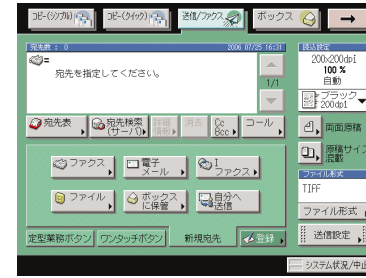 コピー(シンプル)
コピー(クイック)
送信/ファクス
ボックス
宛先数 : 0
2006 07/25 16:31
宛先を指定してください。
1/1
宛先表
宛先検索
(サーバ)
詳細
情報
消去
Cc
Bcc
コール
ファクス
電子
メール
I
ファクス
ファイル
ボックス
に保管
自分へ
送信
定型業務ボタン
ワンタッチボタン
新規宛先
登録
読込設定
200×200dpi
100 %
自動
ブラック
200dpi
両面原稿
原稿サイズ
混載
ファイル形式
TIFF
ファイル形式
送信設定
システム状況/中止